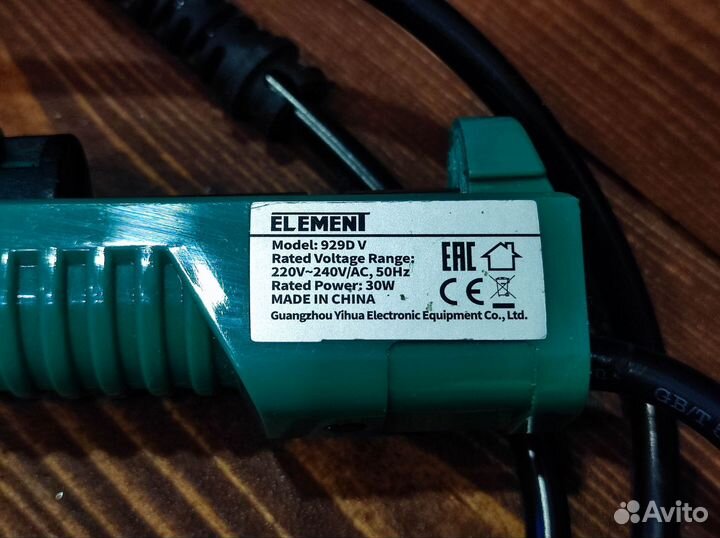 ELEMENT
Model: 929D V
Rated Voltage Range:
220V~240V/AC, 50Hz
Rated Power: 30W
MADE IN CHINA
EAC
CE
Guangzhou Yihua Electronic Equipment Co., Ltd.
GB/T
Avito